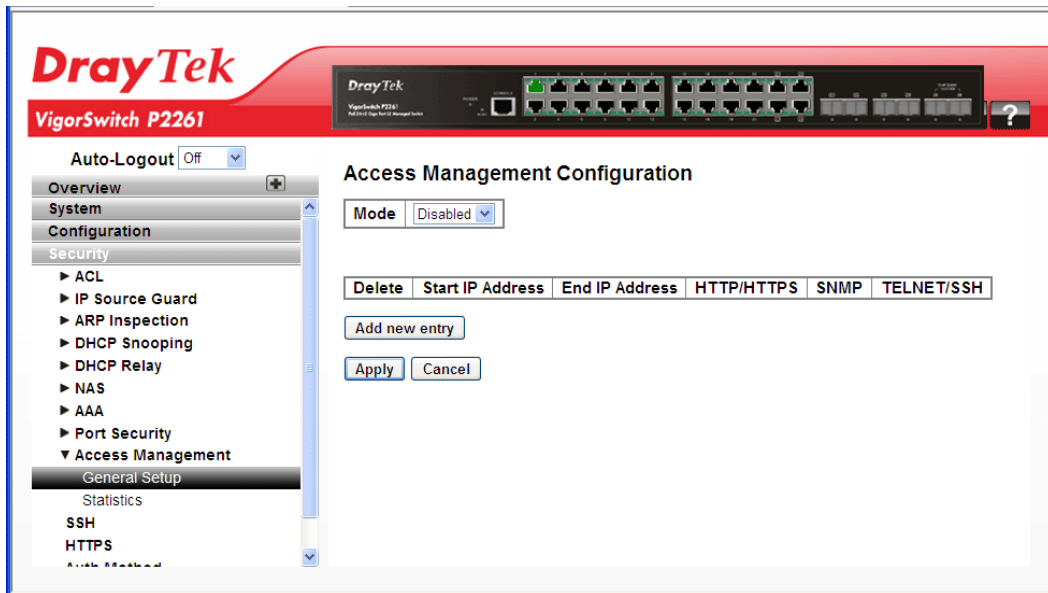 DrayTek
VigorSwitch P2261
DrayTek
VigorSwitch P2261
?
Auto-Logout Off
Overview
System
Configuration
Security
ACL
IP Source Guard
ARP Inspection
DHCP Snooping
DHCP Relay
NAS
AAA
Port Security
Access Management
General Setup
Statistics
SSH
HTTPS
Auth Method
Access Management Configuration
Mode Disabled
Delete Start IP Address End IP Address HTTP/HTTPS SNMP TELNET/SSH
Add new entry
Apply Cancel